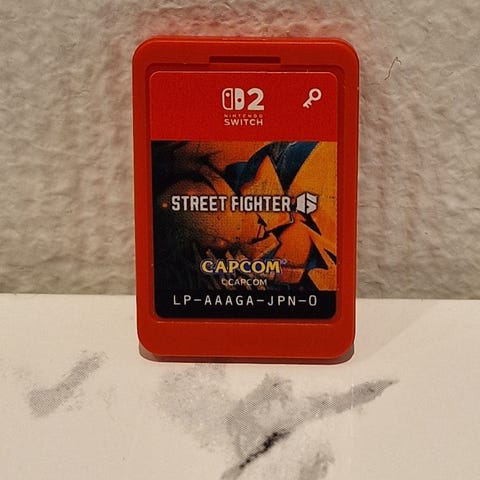 2
NINTENDO
SWITCH
STREET FIGHTER 6
CAPCOM
©CAPCOM
LP-AAAGA-JPN-0